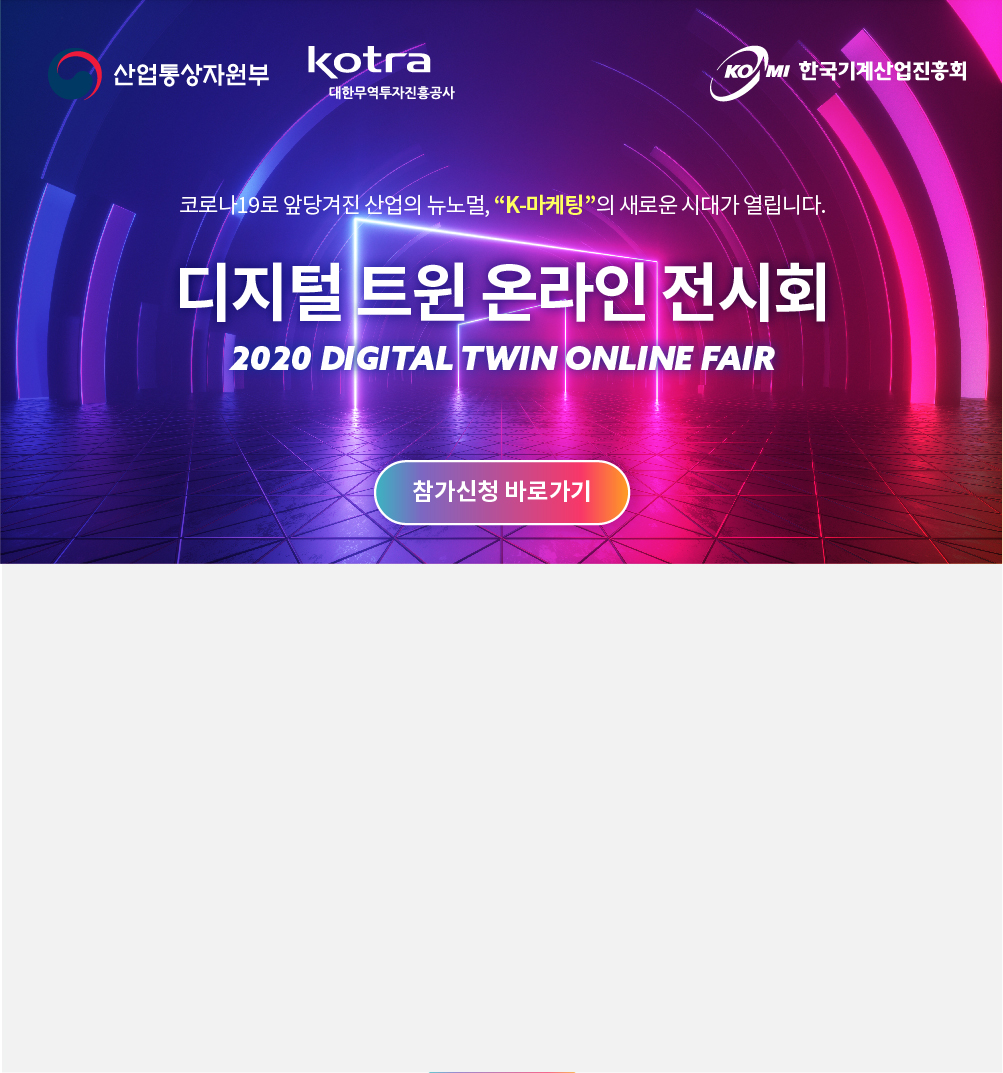 산업통상자원부
kotra
대한무역투자진흥공사
KOAMI 한국기계산업진흥회
코로나19로 앞당겨진 산업의 뉴노멀, “K-마케팅”의 새로운 시대가 열립니다.
디지털 트윈 온라인 전시회
2020 DIGITAL TWIN ONLINE FAIR
참가신청 바로가기